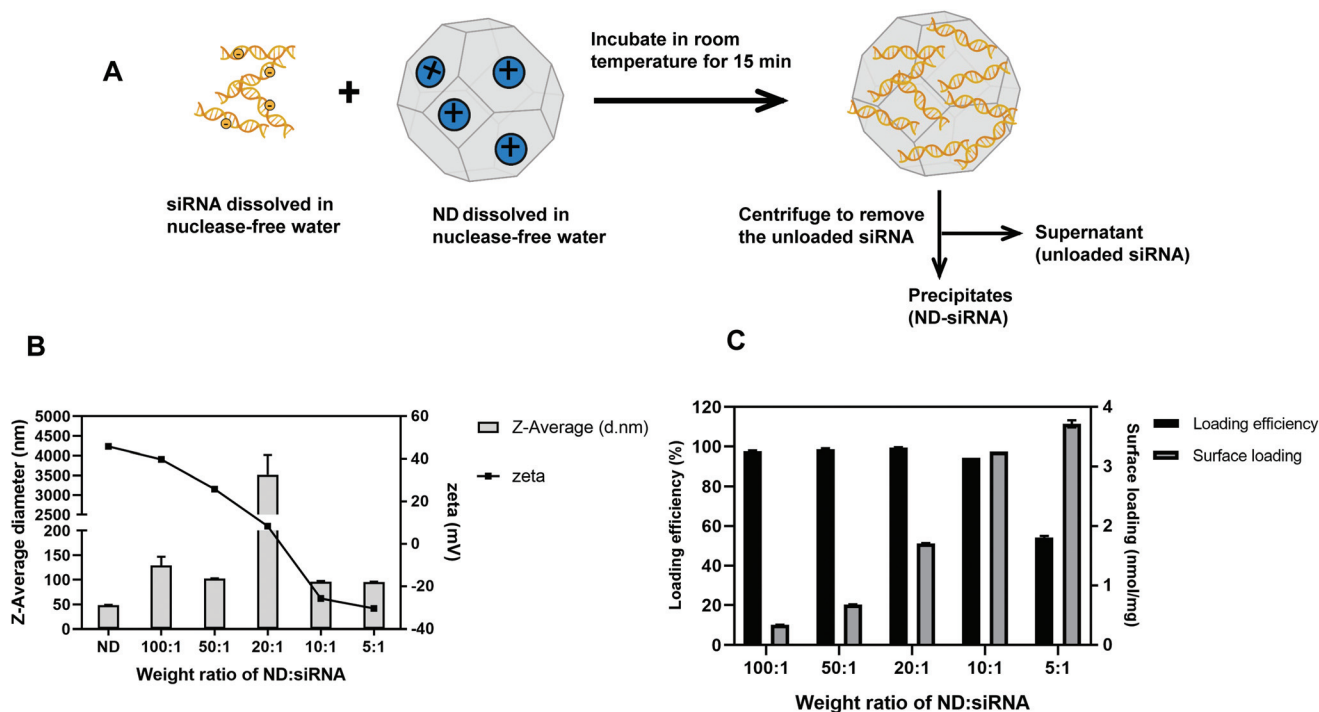 A
+
Incubate in room
temperature for 15 min
siRNA dissolved in
nuclease-free water
ND dissolved in
nuclease-free water
Centrifuge to remove
the unloaded siRNA
Supernatant
(unloaded siRNA)
Precipitates
(ND-siRNA)
B
Z-Average diameter (nm)
5000
4500
4000
3500
3000
2500
200
150
100
50
0
60
40
20
0
-20
-40
zeta (mV)
Z-Average (d.nm)
zeta
ND 100:1 50:1 20:1 10:1 5:1
Weight ratio of ND:siRNA
C
Loading efficiency (%)
120
100
80
60
40
20
0
4
3
2
1
0
Surface loading (nmol/mg)
Loading efficiency
Surface loading
100:1 50:1 20:1 10:1 5:1
Weight ratio of ND:siRNA